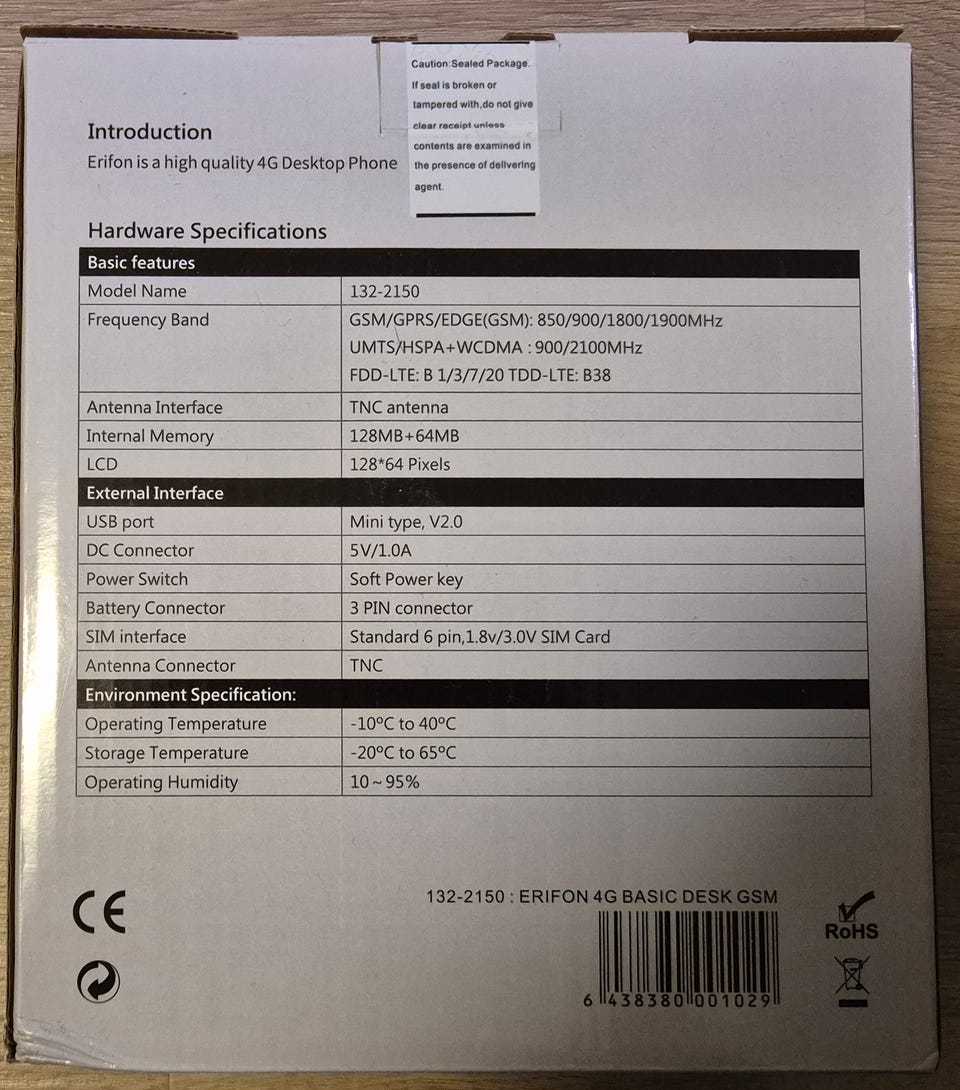 Caution:Sealed Package.
If seal is broken or
tampered with,do not give
clear receipt unless
contents are examined in
the presence of delivering
agent.
Introduction
Erifon is a high quality 4G Desktop Phone
Hardware Specifications
Basic features
Model Name 132-2150
Frequency Band GSM/GPRS/EDGE(GSM): 850/900/1800/1900MHz
UMTS/HSPA+WCDMA : 900/2100MHz
FDD-LTE: B 1/3/7/20 TDD-LTE: B38
Antenna Interface TNC antenna
Internal Memory 128MB+64MB
LCD 128*64 Pixels
External Interface
USB port Mini type, V2.0
DC Connector 5V/1.0A
Power Switch Soft Power key
Battery Connector 3 PIN connector
SIM interface Standard 6 pin,1.8v/3.0V SIM Card
Antenna Connector TNC
Environment Specification:
Operating Temperature -10ºC to 40ºC
Storage Temperature -20ºC to 65ºC
Operating Humidity 10 ~ 95%
CE
132-2150 : ERIFON 4G BASIC DESK GSM
6 438380 001029
RoHS